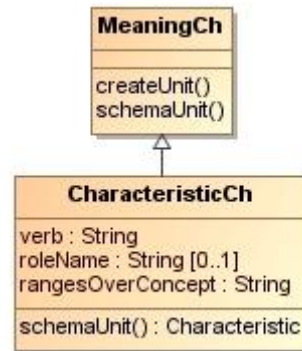 MeaningCh
createUnit()
schemaUnit()
CharacteristicCh
verb : String
roleName : String [0..1]
rangesOverConcept : String
schemaUnit() : Characteristic